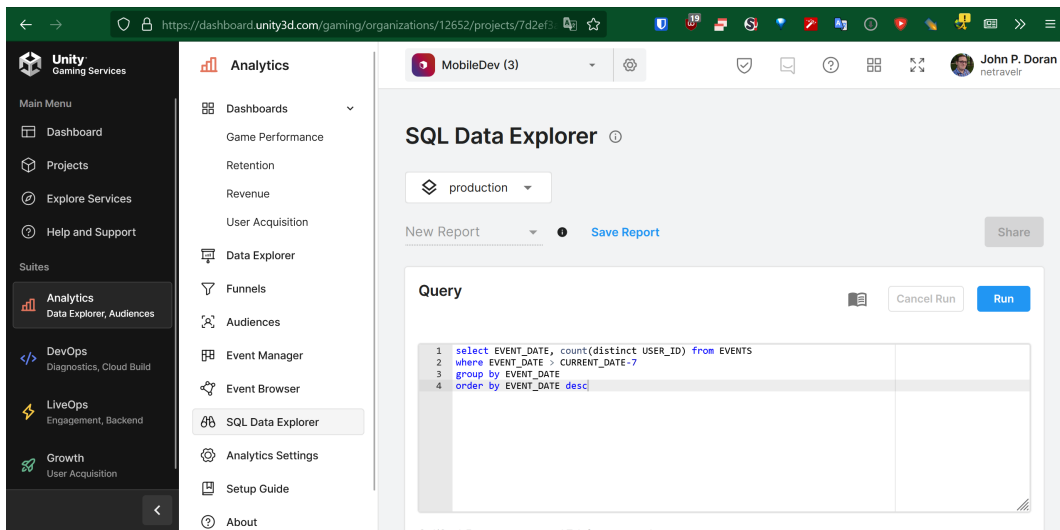 https://dashboard.unity3d.com/gaming/organizations/12652/projects/7d2ef3
19
Unity
Gaming Services
Main Menu
Dashboard
Projects
Explore Services
Help and Support
Suites
Analytics
Data Explorer, Audiences
DevOps
Diagnostics, Cloud Build
LiveOps
Engagement, Backend
Growth
User Acquisition
Analytics
Dashboards
Game Performance
Retention
Revenue
User Acquisition
Data Explorer
Funnels
Audiences
Event Manager
Event Browser
SQL Data Explorer
Analytics Settings
Setup Guide
About
MobileDev (3)
John P. Doran
netravelr
SQL Data Explorer
production
New Report
Save Report
Share
Query
Cancel Run
Run
1 select EVENT_DATE, count(distinct USER_ID) from EVENTS
2 where EVENT_DATE > CURRENT_DATE-7
3 group by EVENT_DATE
4 order by EVENT_DATE desc